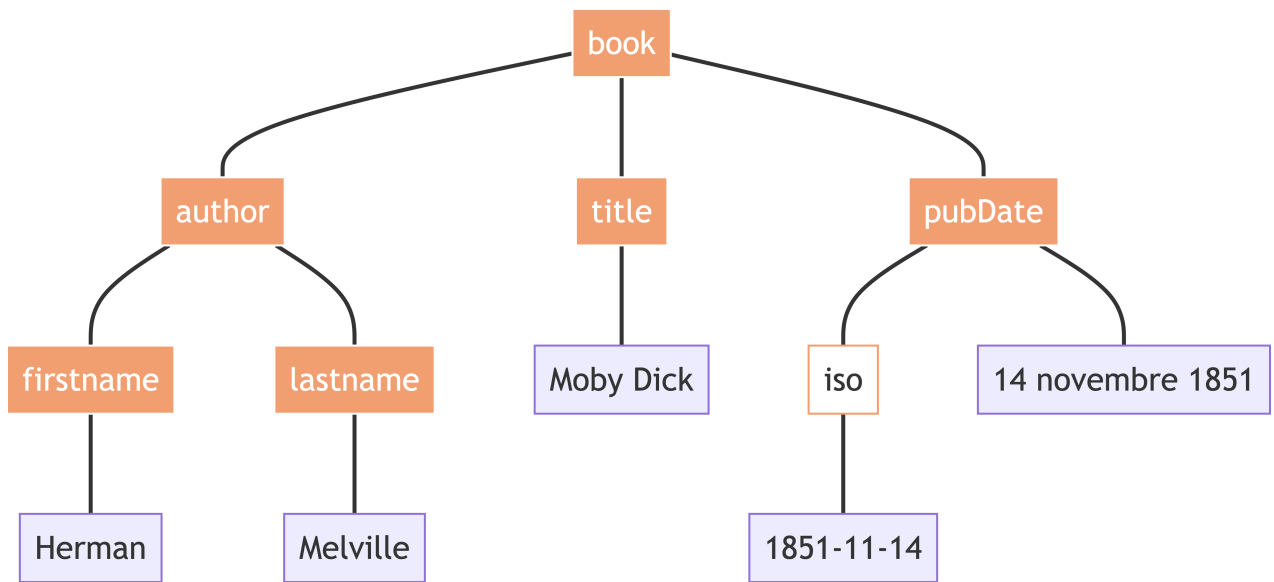 book
author
title
pubDate
firstname
lastname
Moby Dick
iso
14 novembre 1851
Herman
Melville
1851-11-14